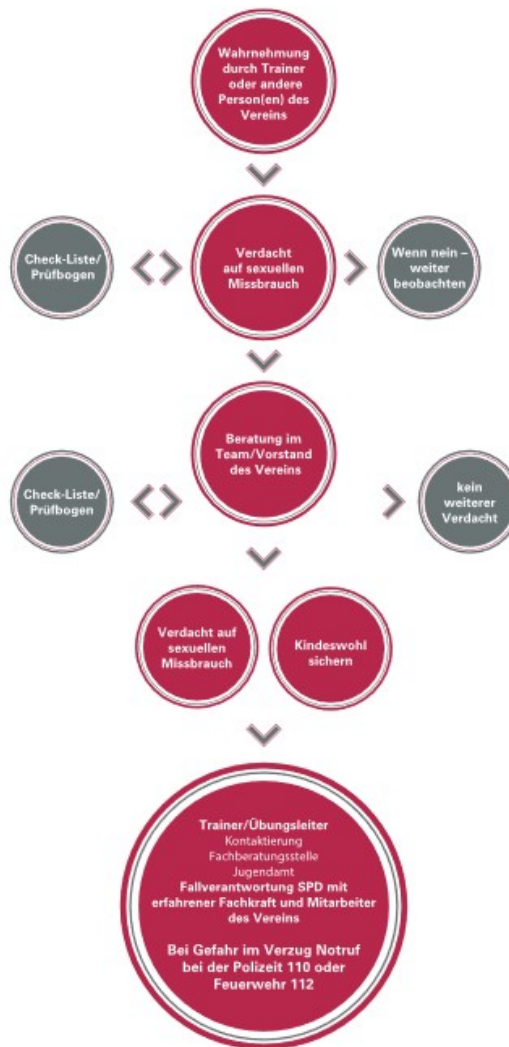 Wahrnehmung
durch Trainer
oder andere
Person(en) des
Vereins
Check-Liste/
Prüfbogen
Verdacht
auf sexuellen
Missbrauch
Wenn nein –
weiter
beobachten
Beratung im
Team/Vorstand
des Vereins
Check-Liste/
Prüfbogen
kein
weiterer
Verdacht
Verdacht auf
sexuellen
Missbrauch
Kindeswohl
sichern
Trainer/Übungsleiter
Kontaktierung
Fachberatungsstelle
Jugendamt
Fallverantwortung SPD mit
erfahrener Fachkraft und Mitarbeiter
des Vereins
Bei Gefahr im Verzug Notruf
bei der Polizeit 110 oder
Feuerwehr 112